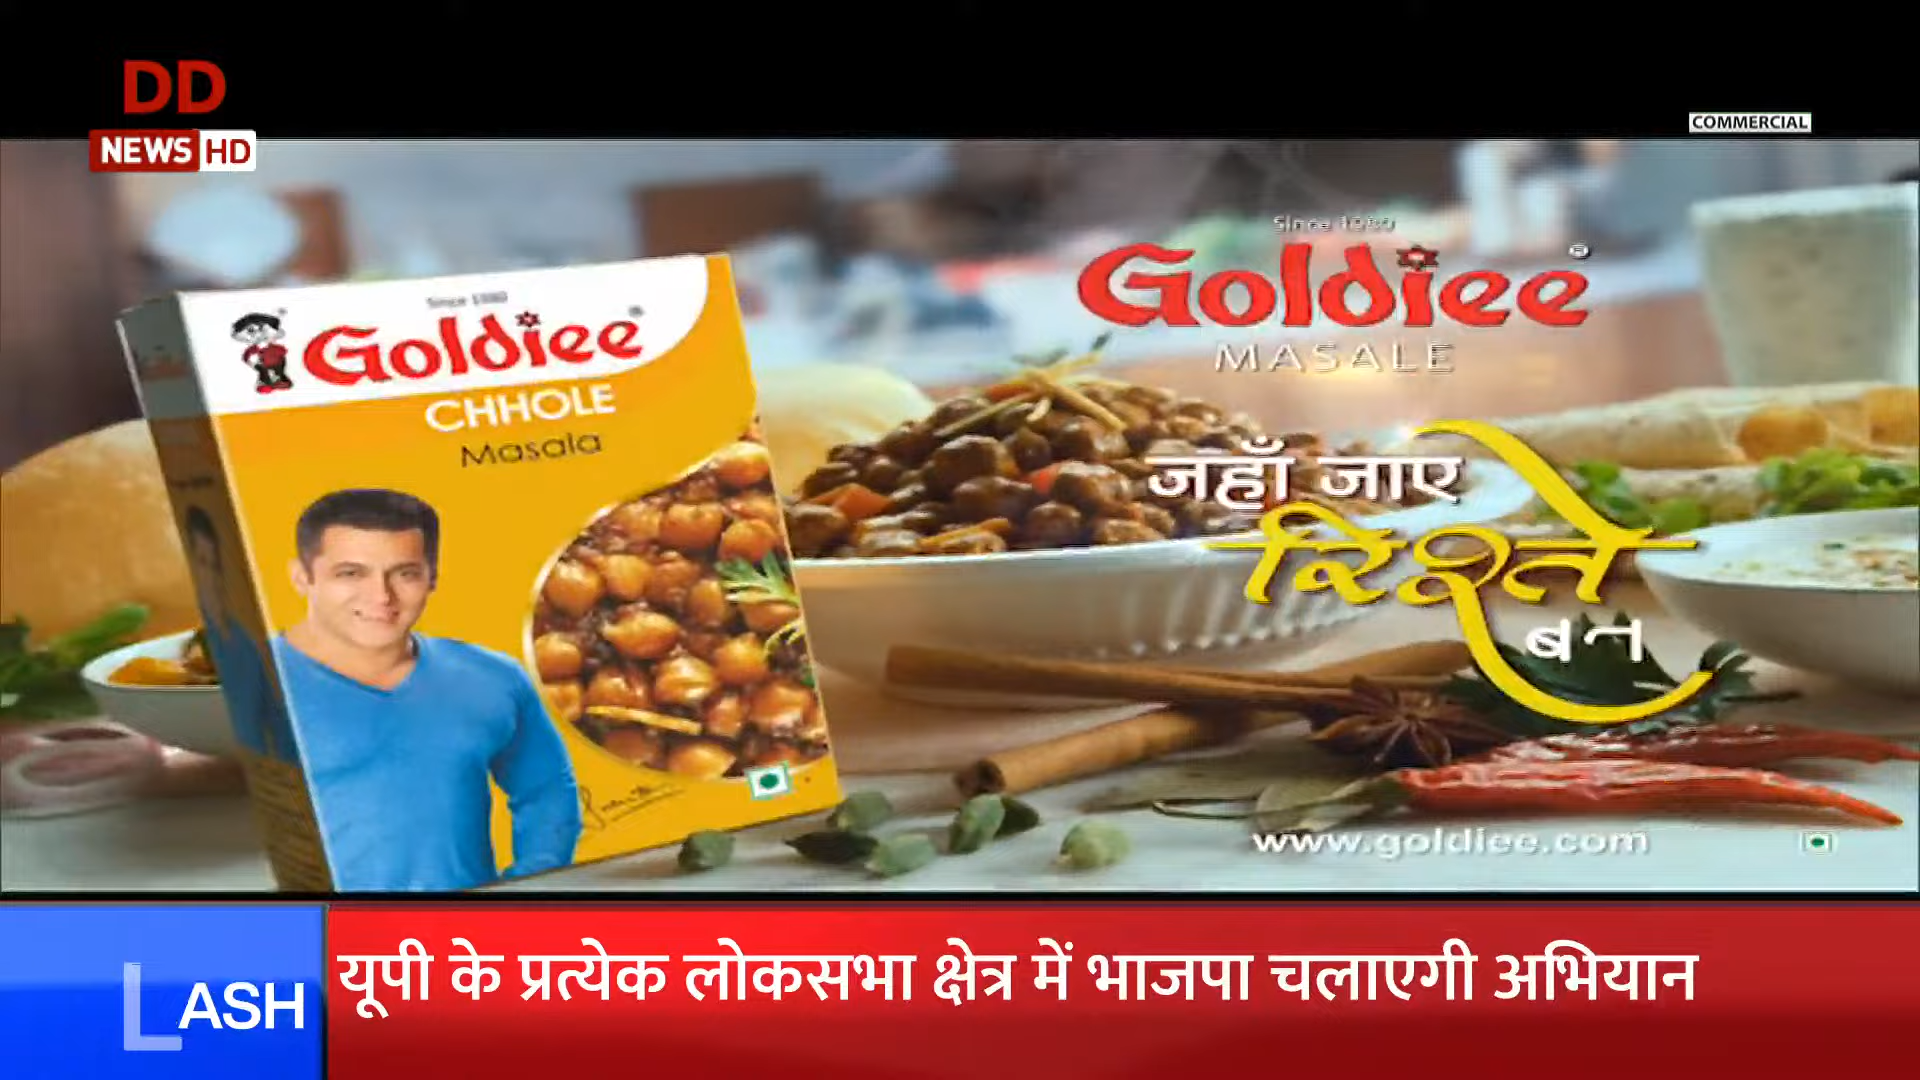 DD
NEWS HD
COMMERCIAL
Since 1980
Goldiee®
MASALE
Since 1980
Goldiee®
CHHOLE
Masala
जहाँ जाए
रिश्ते
www.goldiee.com
LASH
यूपी के प्रत्येक लोकसभा क्षेत्र में भाजपा चलाएगी अभियान